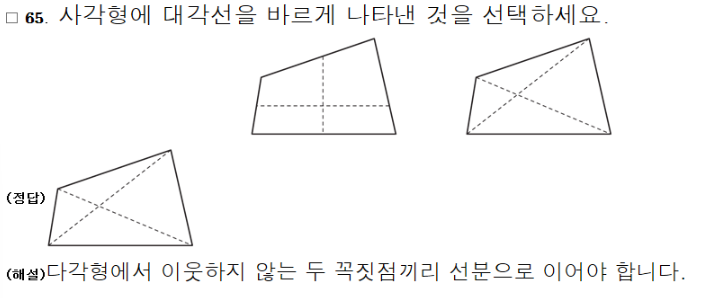 □ 65. 사각형에 대각선을 바르게 나타낸 것을 선택하세요.
(정답)
(해설)다각형에서 이웃하지 않는 두 꼭짓점끼리 선분으로 이어야 합니다.